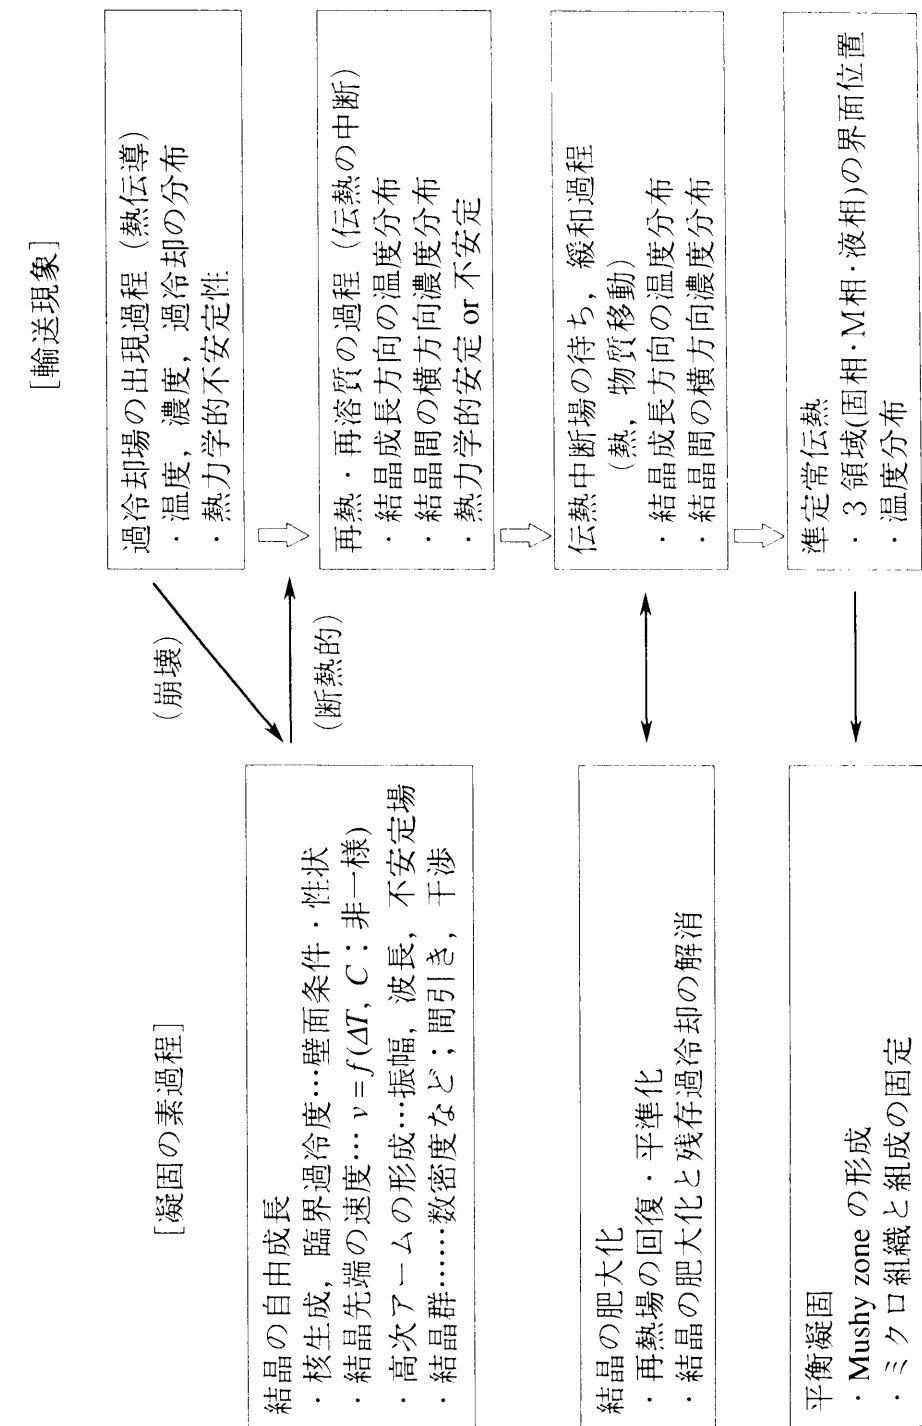 [輸送現象]
過冷却場の出現過程（熱伝導）
・温度，濃度，過冷却の分布
・熱力学的不安定性
再熱・再溶質の過程（伝熱の中断）
・結晶成長方向の温度分布
・結晶間の横方向濃度分布
・熱力学的安定 or 不安定
伝熱中断場の待ち，緩和過程
（熱，物質移動）
・結晶成長方向の温度分布
・結晶間の横方向濃度分布
準定常伝熱
・3領域(固相・M相・液相)の界面位置
・温度分布
(崩壊)
(断熱的)
[凝固の素過程]
結晶の自由成長
・核生成，臨界過冷度…壁面条件・性状
・結晶先端の速度… v = f (ΔT, C：非一様)
・高次アームの形成…振幅，波長，不安定場
・結晶群……数密度など；間引き，干渉
結晶の肥大化
・再熱場の回復・平準化
・結晶の肥大化と残存過冷却の解消
平衡凝固
・Mushy zone の形成
・ミクロ組織と組成の固定